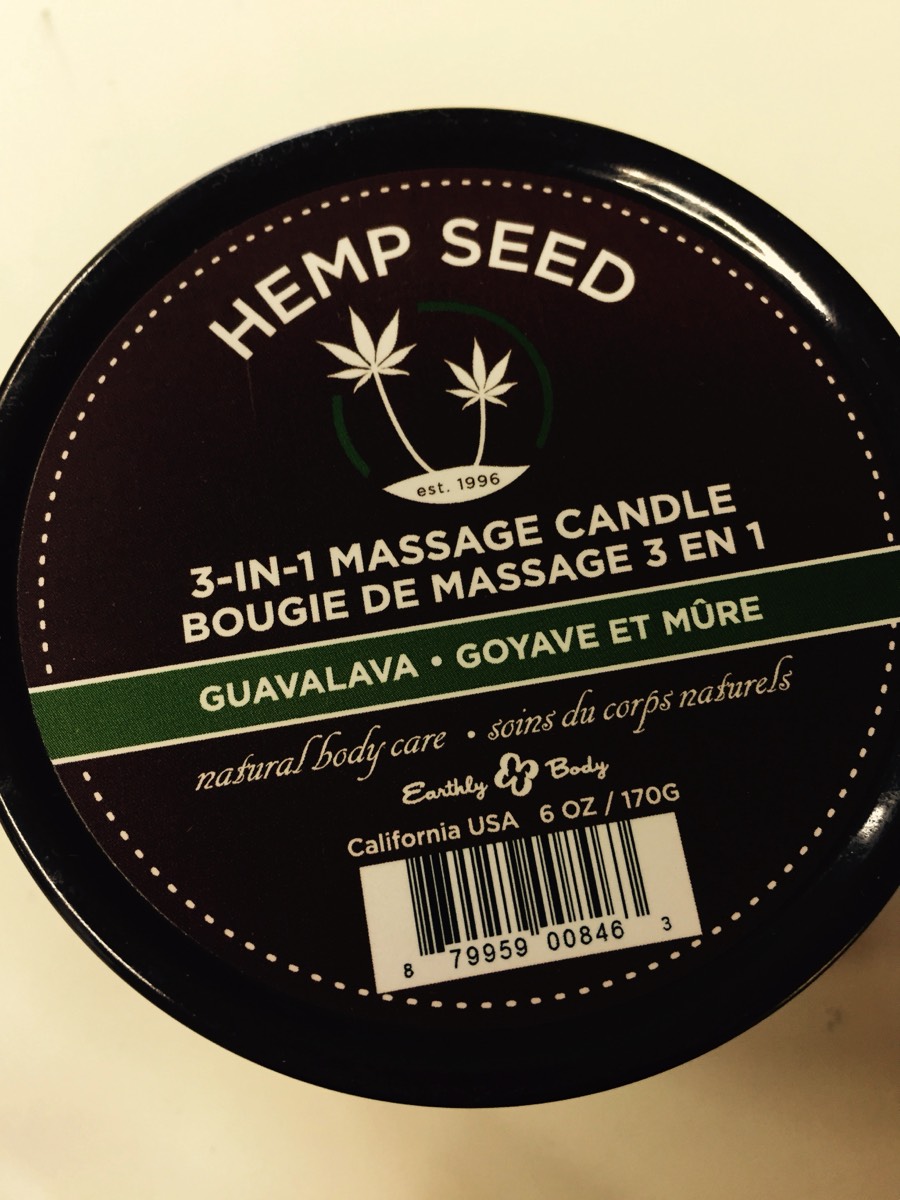 HEMP SEED
est. 1996
3-IN-1 MASSAGE CANDLE
BOUGIE DE MASSAGE 3 EN 1
GUAVALAVA • GOYAVE ET MÛRE
natural body care • soins du corps naturels
Earthly Body
California USA 6 OZ / 170G
8 79959 00846 3